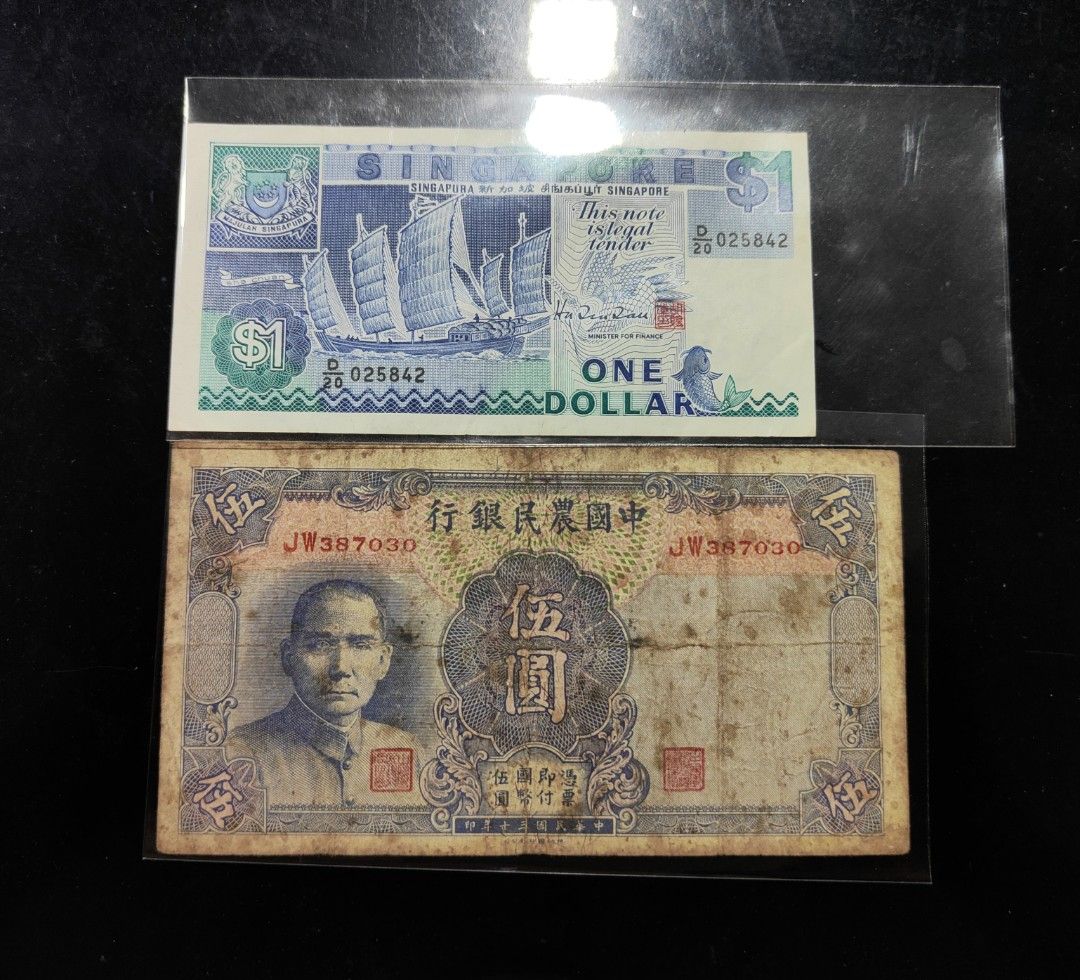 SINGAPORE
$1
SINGAPURA 新加坡 சிங்கப்பூர் SINGAPORE
MAJULAH SINGAPURA
This note
is legal
tender
D/20 025842
MINISTER FOR FINANCE
$1
D/20 025842
ONE
DOLLAR
伍
伍
中國農民銀行
JW387030
JW387030
伍
圓
憑票
即付
國幣
伍圓
伍
伍
中華民國三十年印